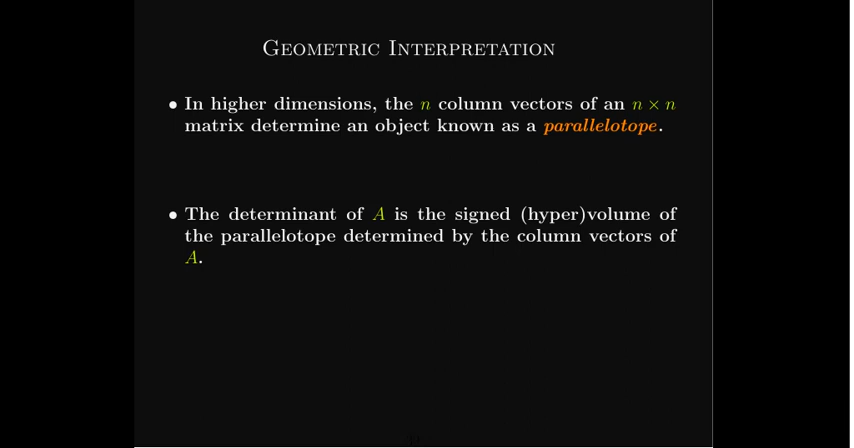 Geometric Interpretation
• In higher dimensions, the n column vectors of an n × n
matrix determine an object known as a parallelotope.
• The determinant of A is the signed (hyper)volume of
the parallelotope determined by the column vectors of
A.